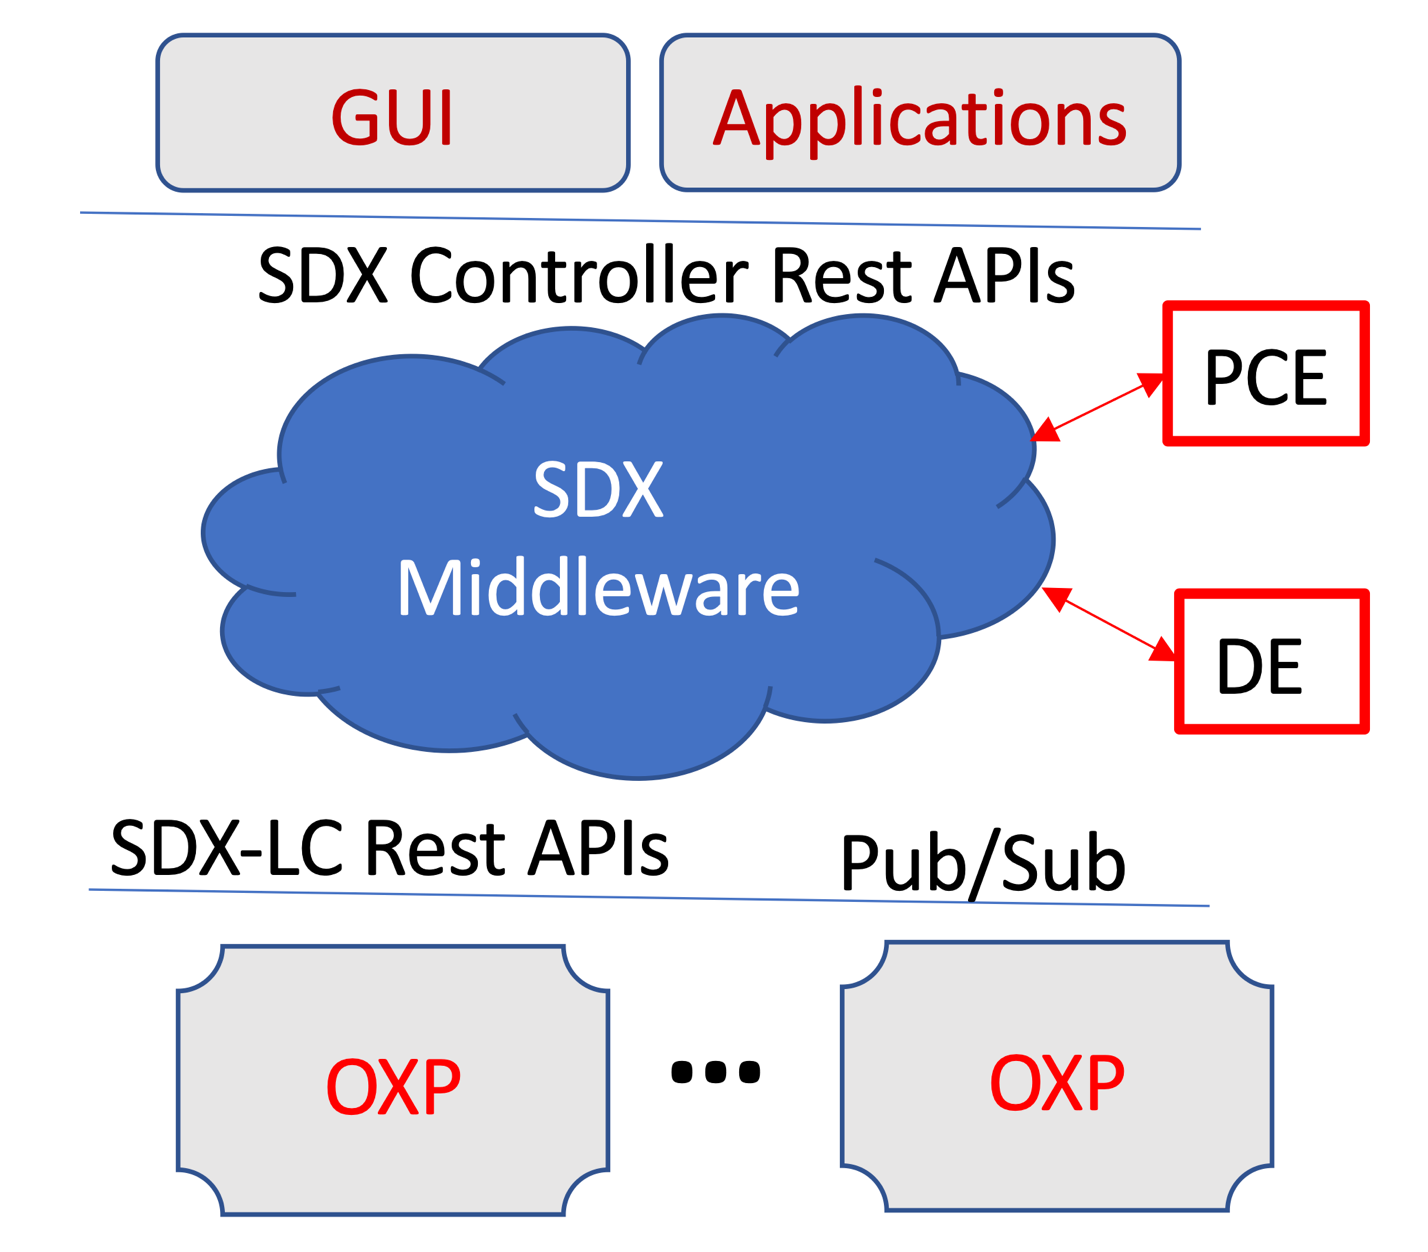 GUI
Applications
SDX Controller Rest APIs
PCE
SDX
Middleware
DE
SDX-LC Rest APIs
Pub/Sub
OXP
...
OXP